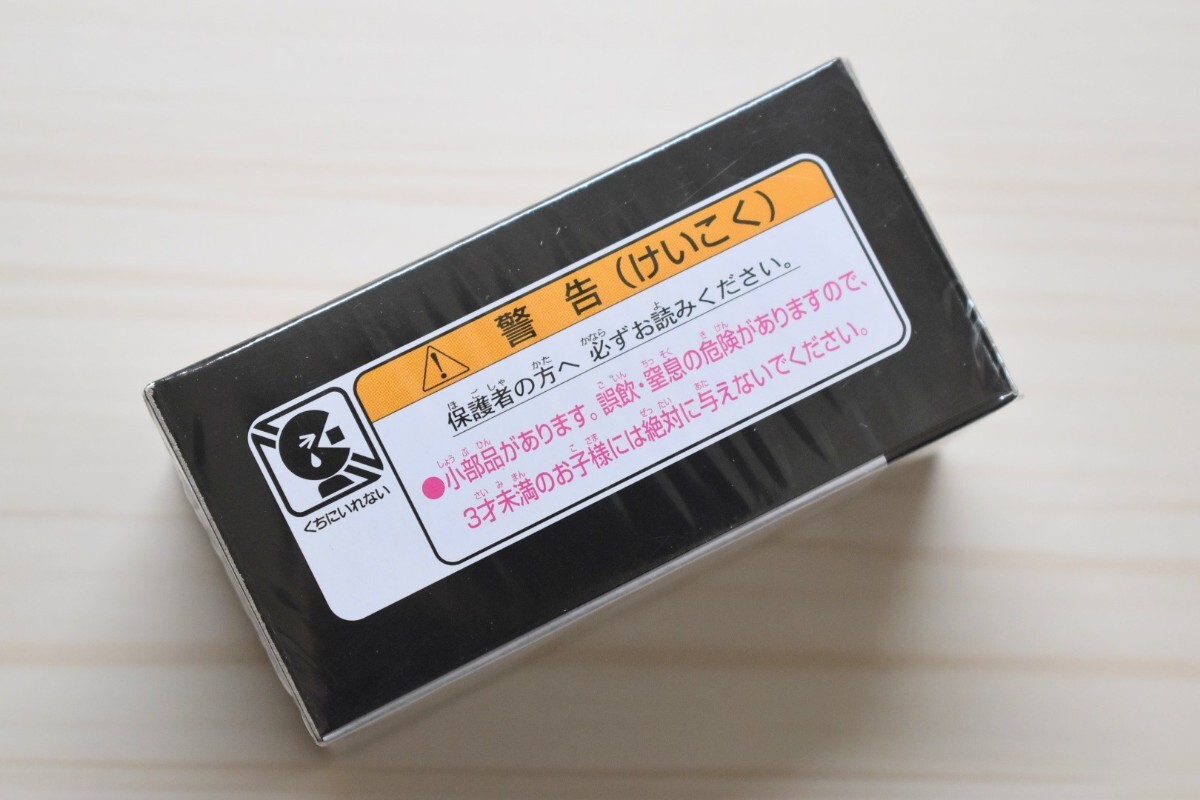 警告(けいこく)
保護者の方へ 必ずお読みください。
●小部品があります。誤飲・窒息の危険がありますので、
3才未満のお子様には絶対に与えないでください。
くちにいれない